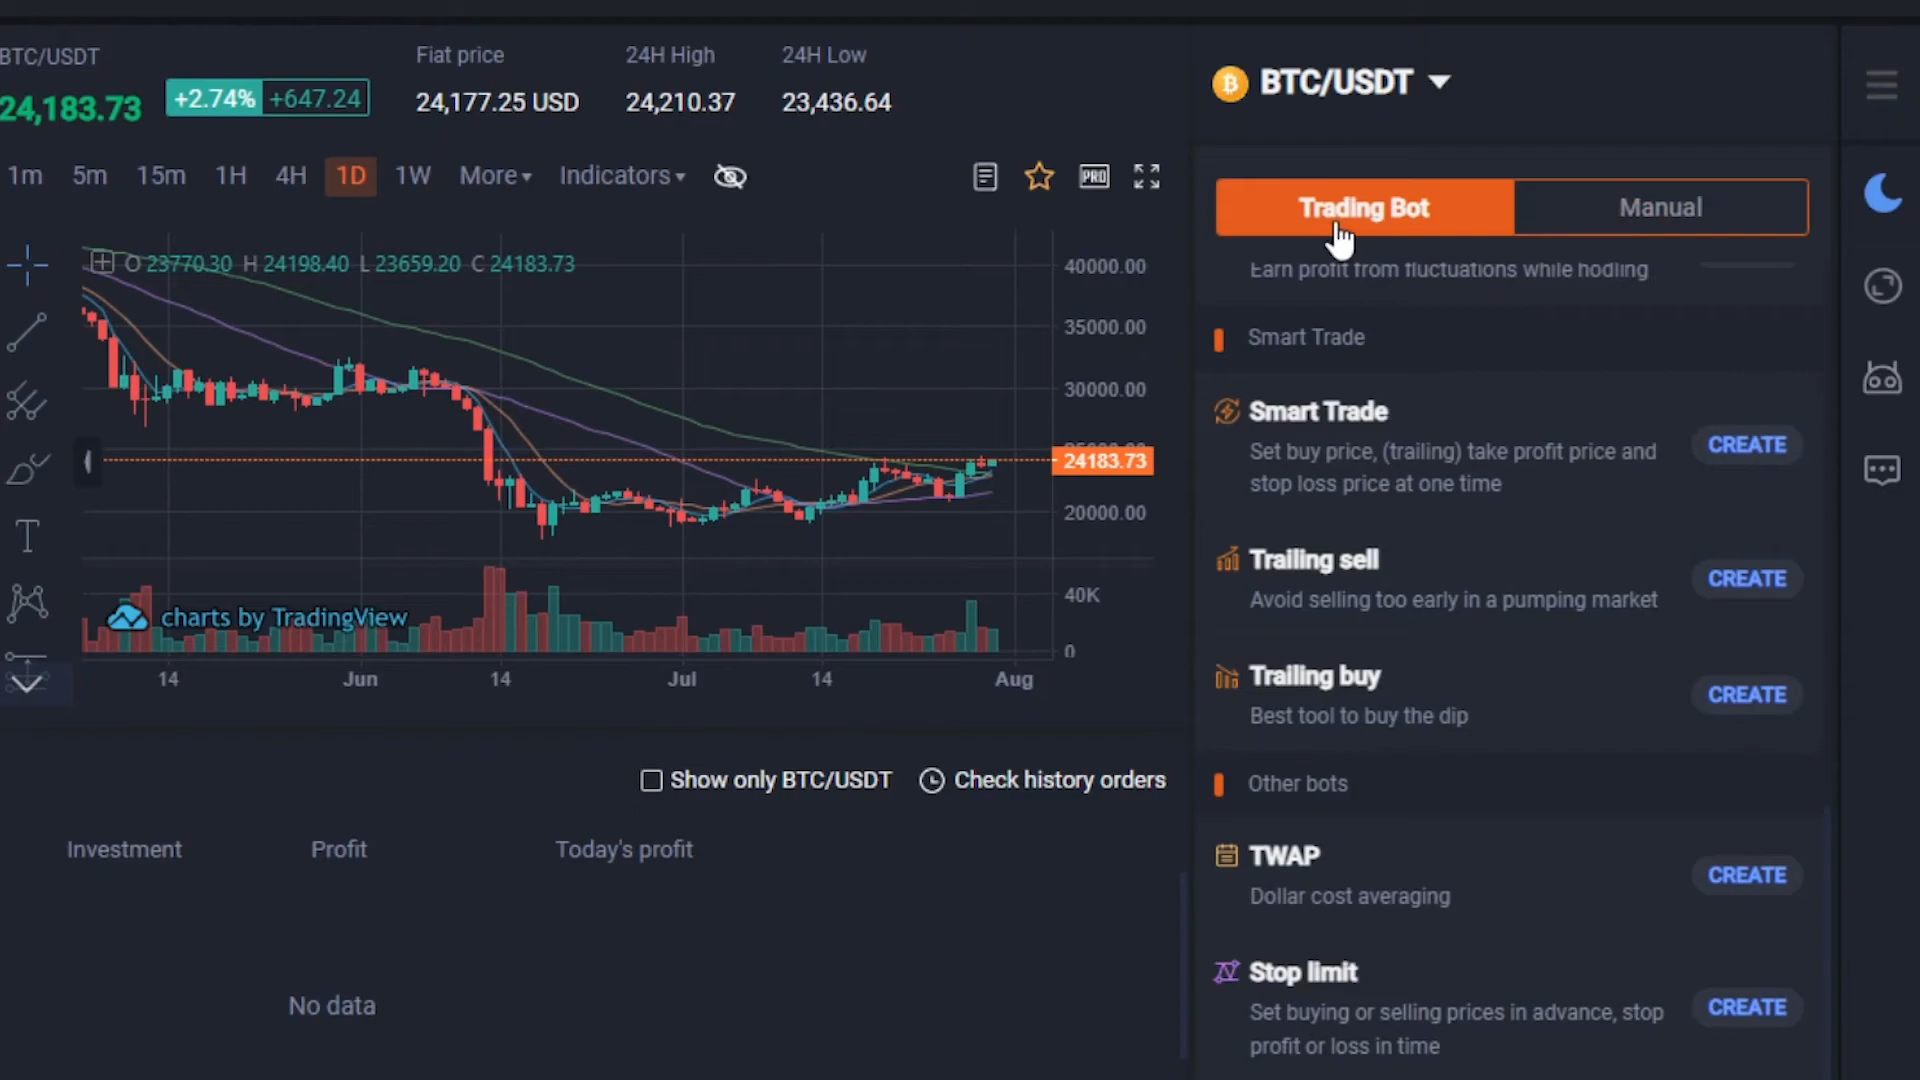 BTC/USDT
24,183.73
+2.74% +647.24
Fiat price
24,177.25 USD
24H High
24,210.37
24H Low
23,436.64
1m 5m 15m 1H 4H 1D 1W More Indicators
PRO
O 23770.30 H 24198.40 L 23659.20 C 24183.73
40000.00
35000.00
30000.00
24183.73
20000.00
40K
0
charts by TradingView
14 Jun 14 Jul 14 Aug
Show only BTC/USDT Check history orders
Investment Profit Today's profit
No data
BTC/USDT
Trading Bot Manual
Earn profit from fluctuations while hodling
Smart Trade
Smart Trade
Set buy price, (trailing) take profit price and
stop loss price at one time
CREATE
Trailing sell
Avoid selling too early in a pumping market
CREATE
Trailing buy
Best tool to buy the dip
CREATE
Other bots
TWAP
Dollar cost averaging
CREATE
Stop limit
Set buying or selling prices in advance, stop
profit or loss in time
CREATE